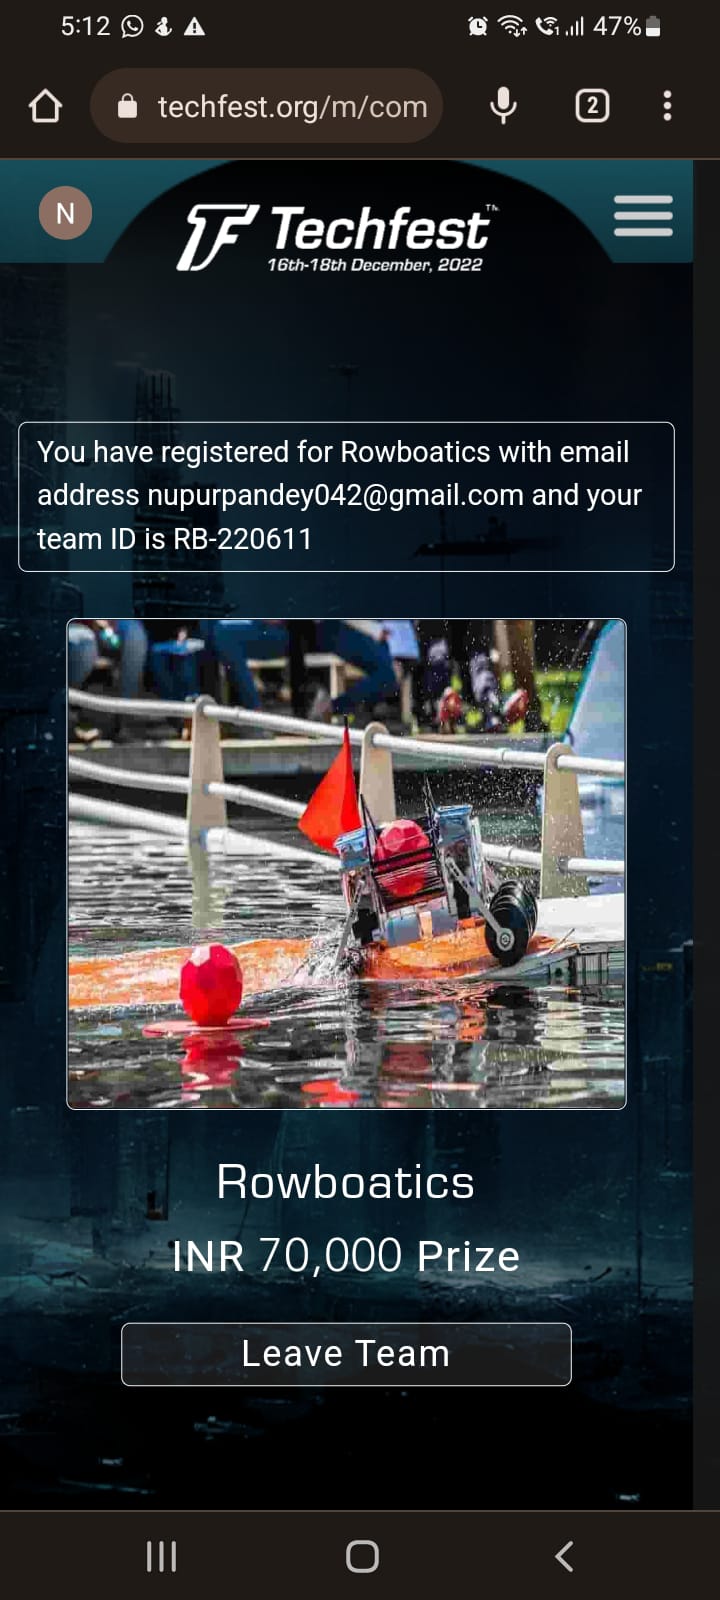 5:12
47%
techfest.org/m/com
2
N
Techfest™
16th-18th December, 2022
You have registered for Rowboatics with email
address nupurpandey042@gmail.com and your
team ID is RB-220611
Rowboatics
INR 70,000 Prize
Leave Team